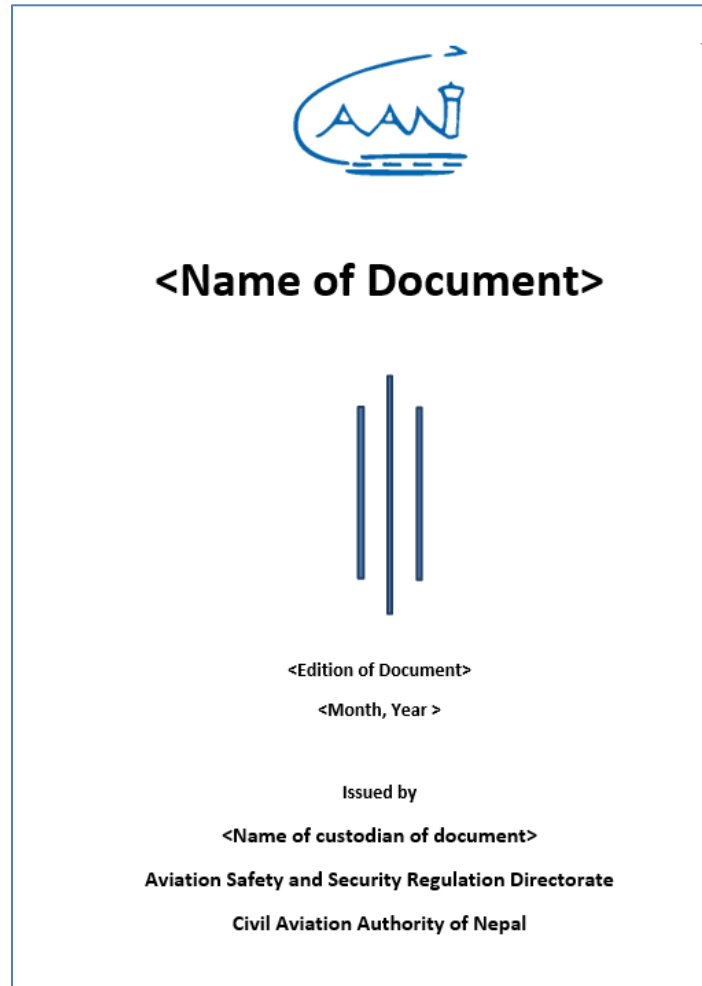 CAAN
<Name of Document>
<Edition of Document>
<Month, Year >
Issued by
<Name of custodian of document>
Aviation Safety and Security Regulation Directorate
Civil Aviation Authority of Nepal